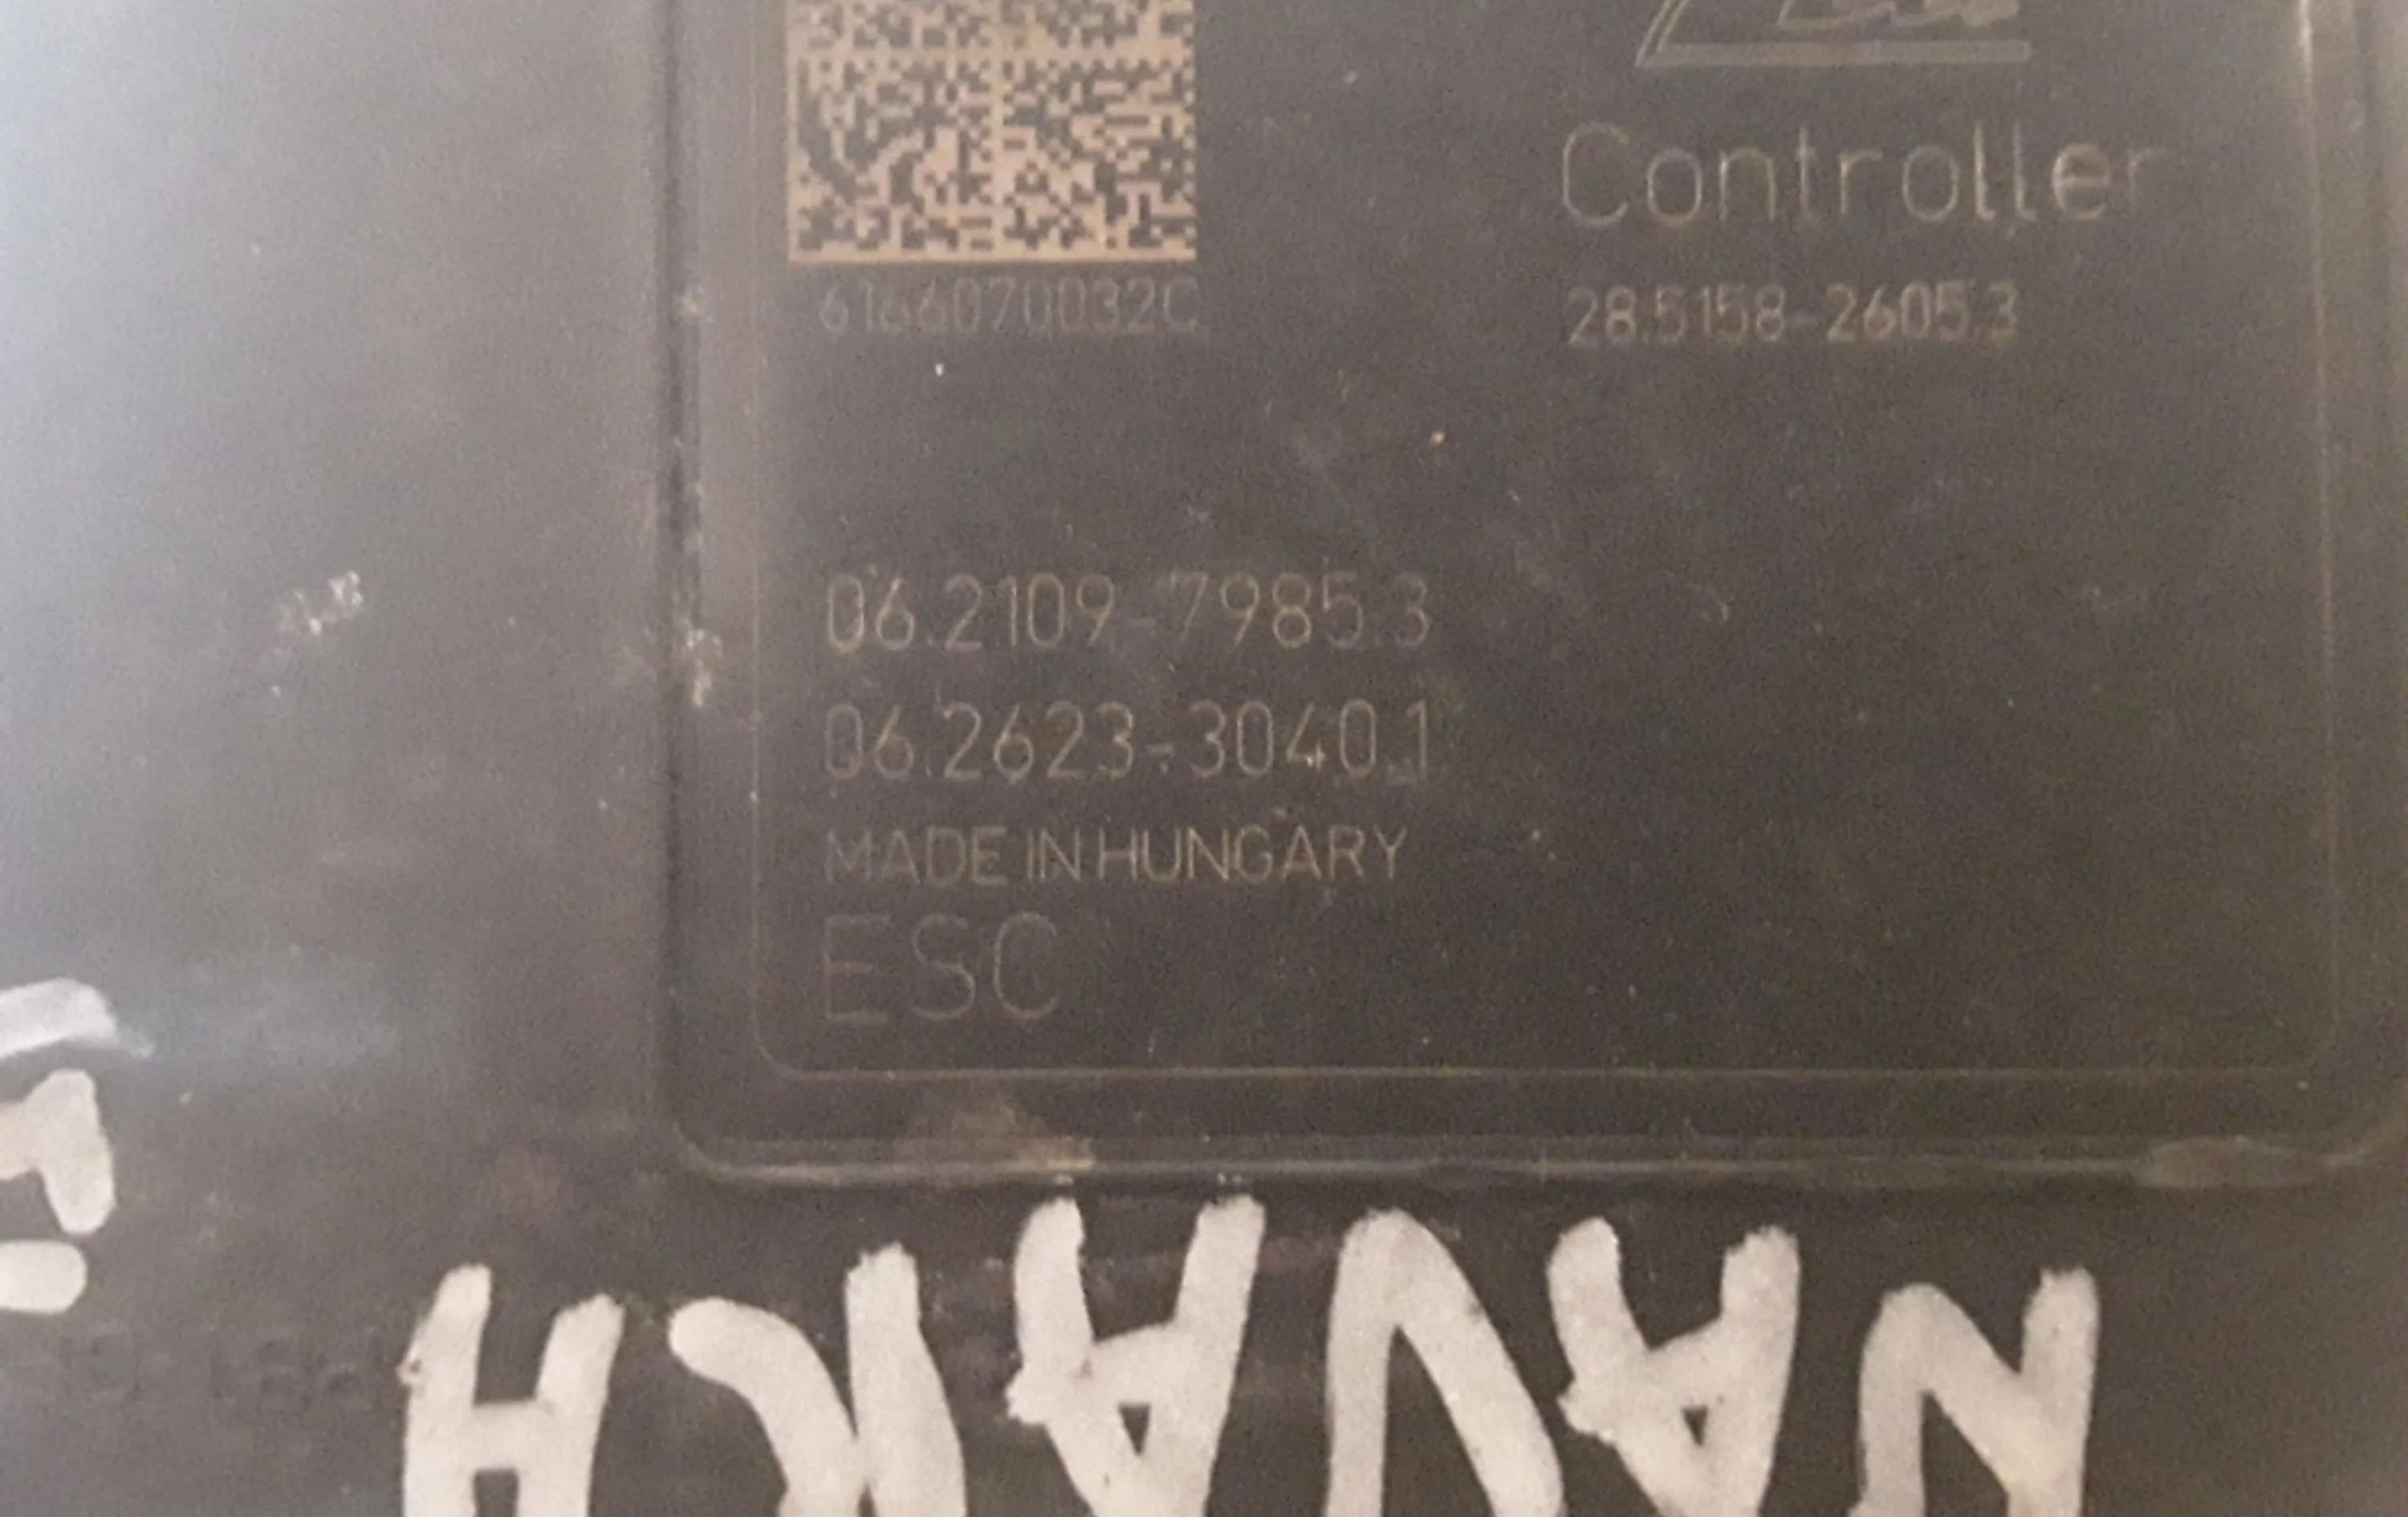 Controller
6166070032C
28.5158-2605.3
06.2109-7985.3
06.2623-3040.1
MADE IN HUNGARY
ESC
NAVARA